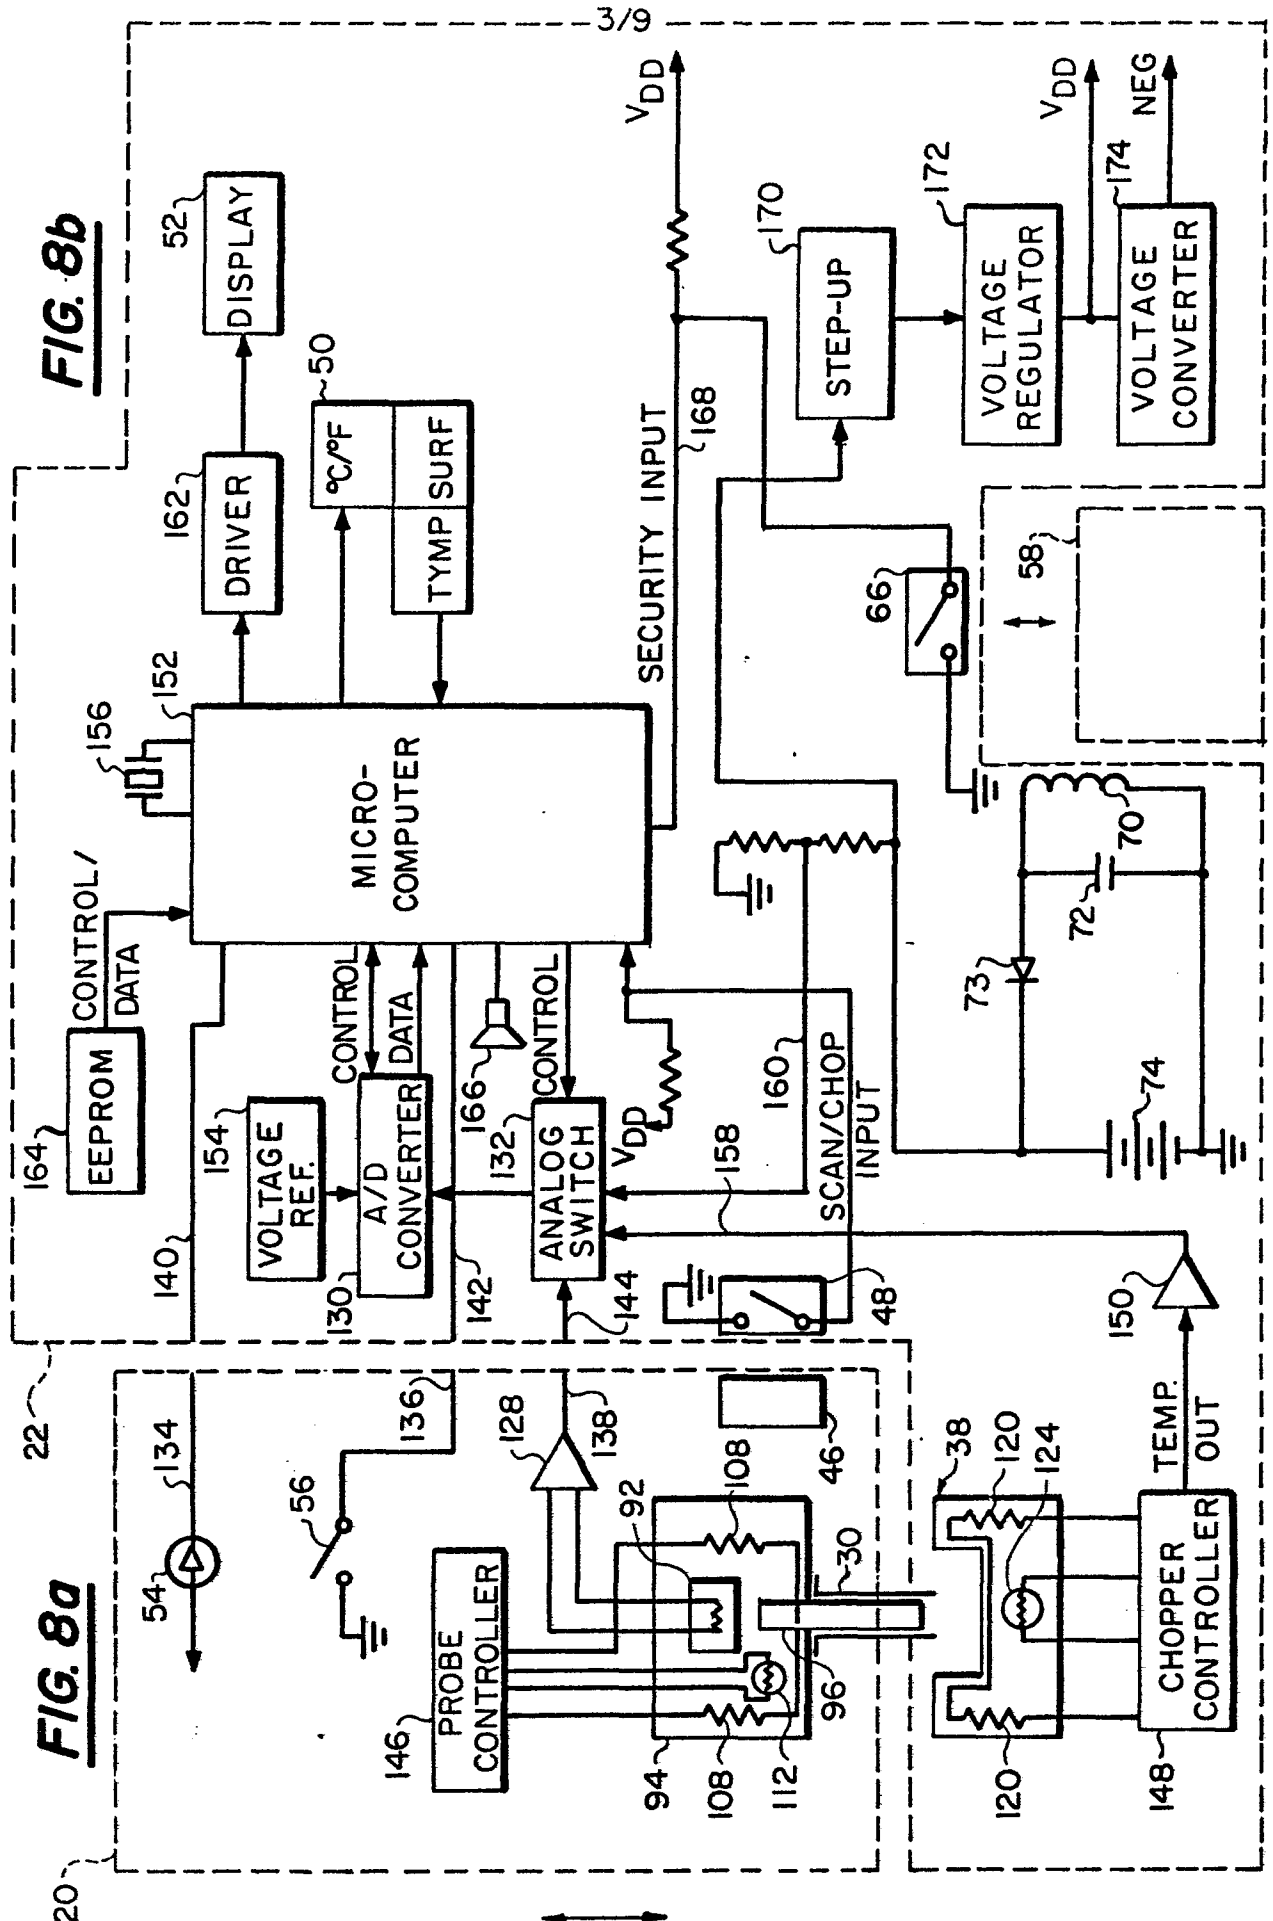 3/9
FIG. 8a
FIG. 8b
20
22
54
134
140
164
EEPROM
CONTROL/
DATA
156
152
162
DRIVER
52
DISPLAY
56
136
142
130
154
VOLTAGE
REF.
A/D
CONVERTER
CONTROL
DATA
MICRO-
COMPUTER
50
°C/°F
TYMP
SURF
146
PROBE
CONTROLLER
128
138
144
132
ANALOG
SWITCH
166
CONTROL
VDD
SECURITY INPUT
168
VDD
94
108
92
108
112
96
30
46
48
158
160
SCAN/CHOP
INPUT
66
170
STEP-UP
172
VOLTAGE
REGULATOR
VDD
174
VOLTAGE
CONVERTER
NEG
58
38
120
120
124
148
CHOPPER
CONTROLLER
TEMP.
OUT
150
74
73
72
70